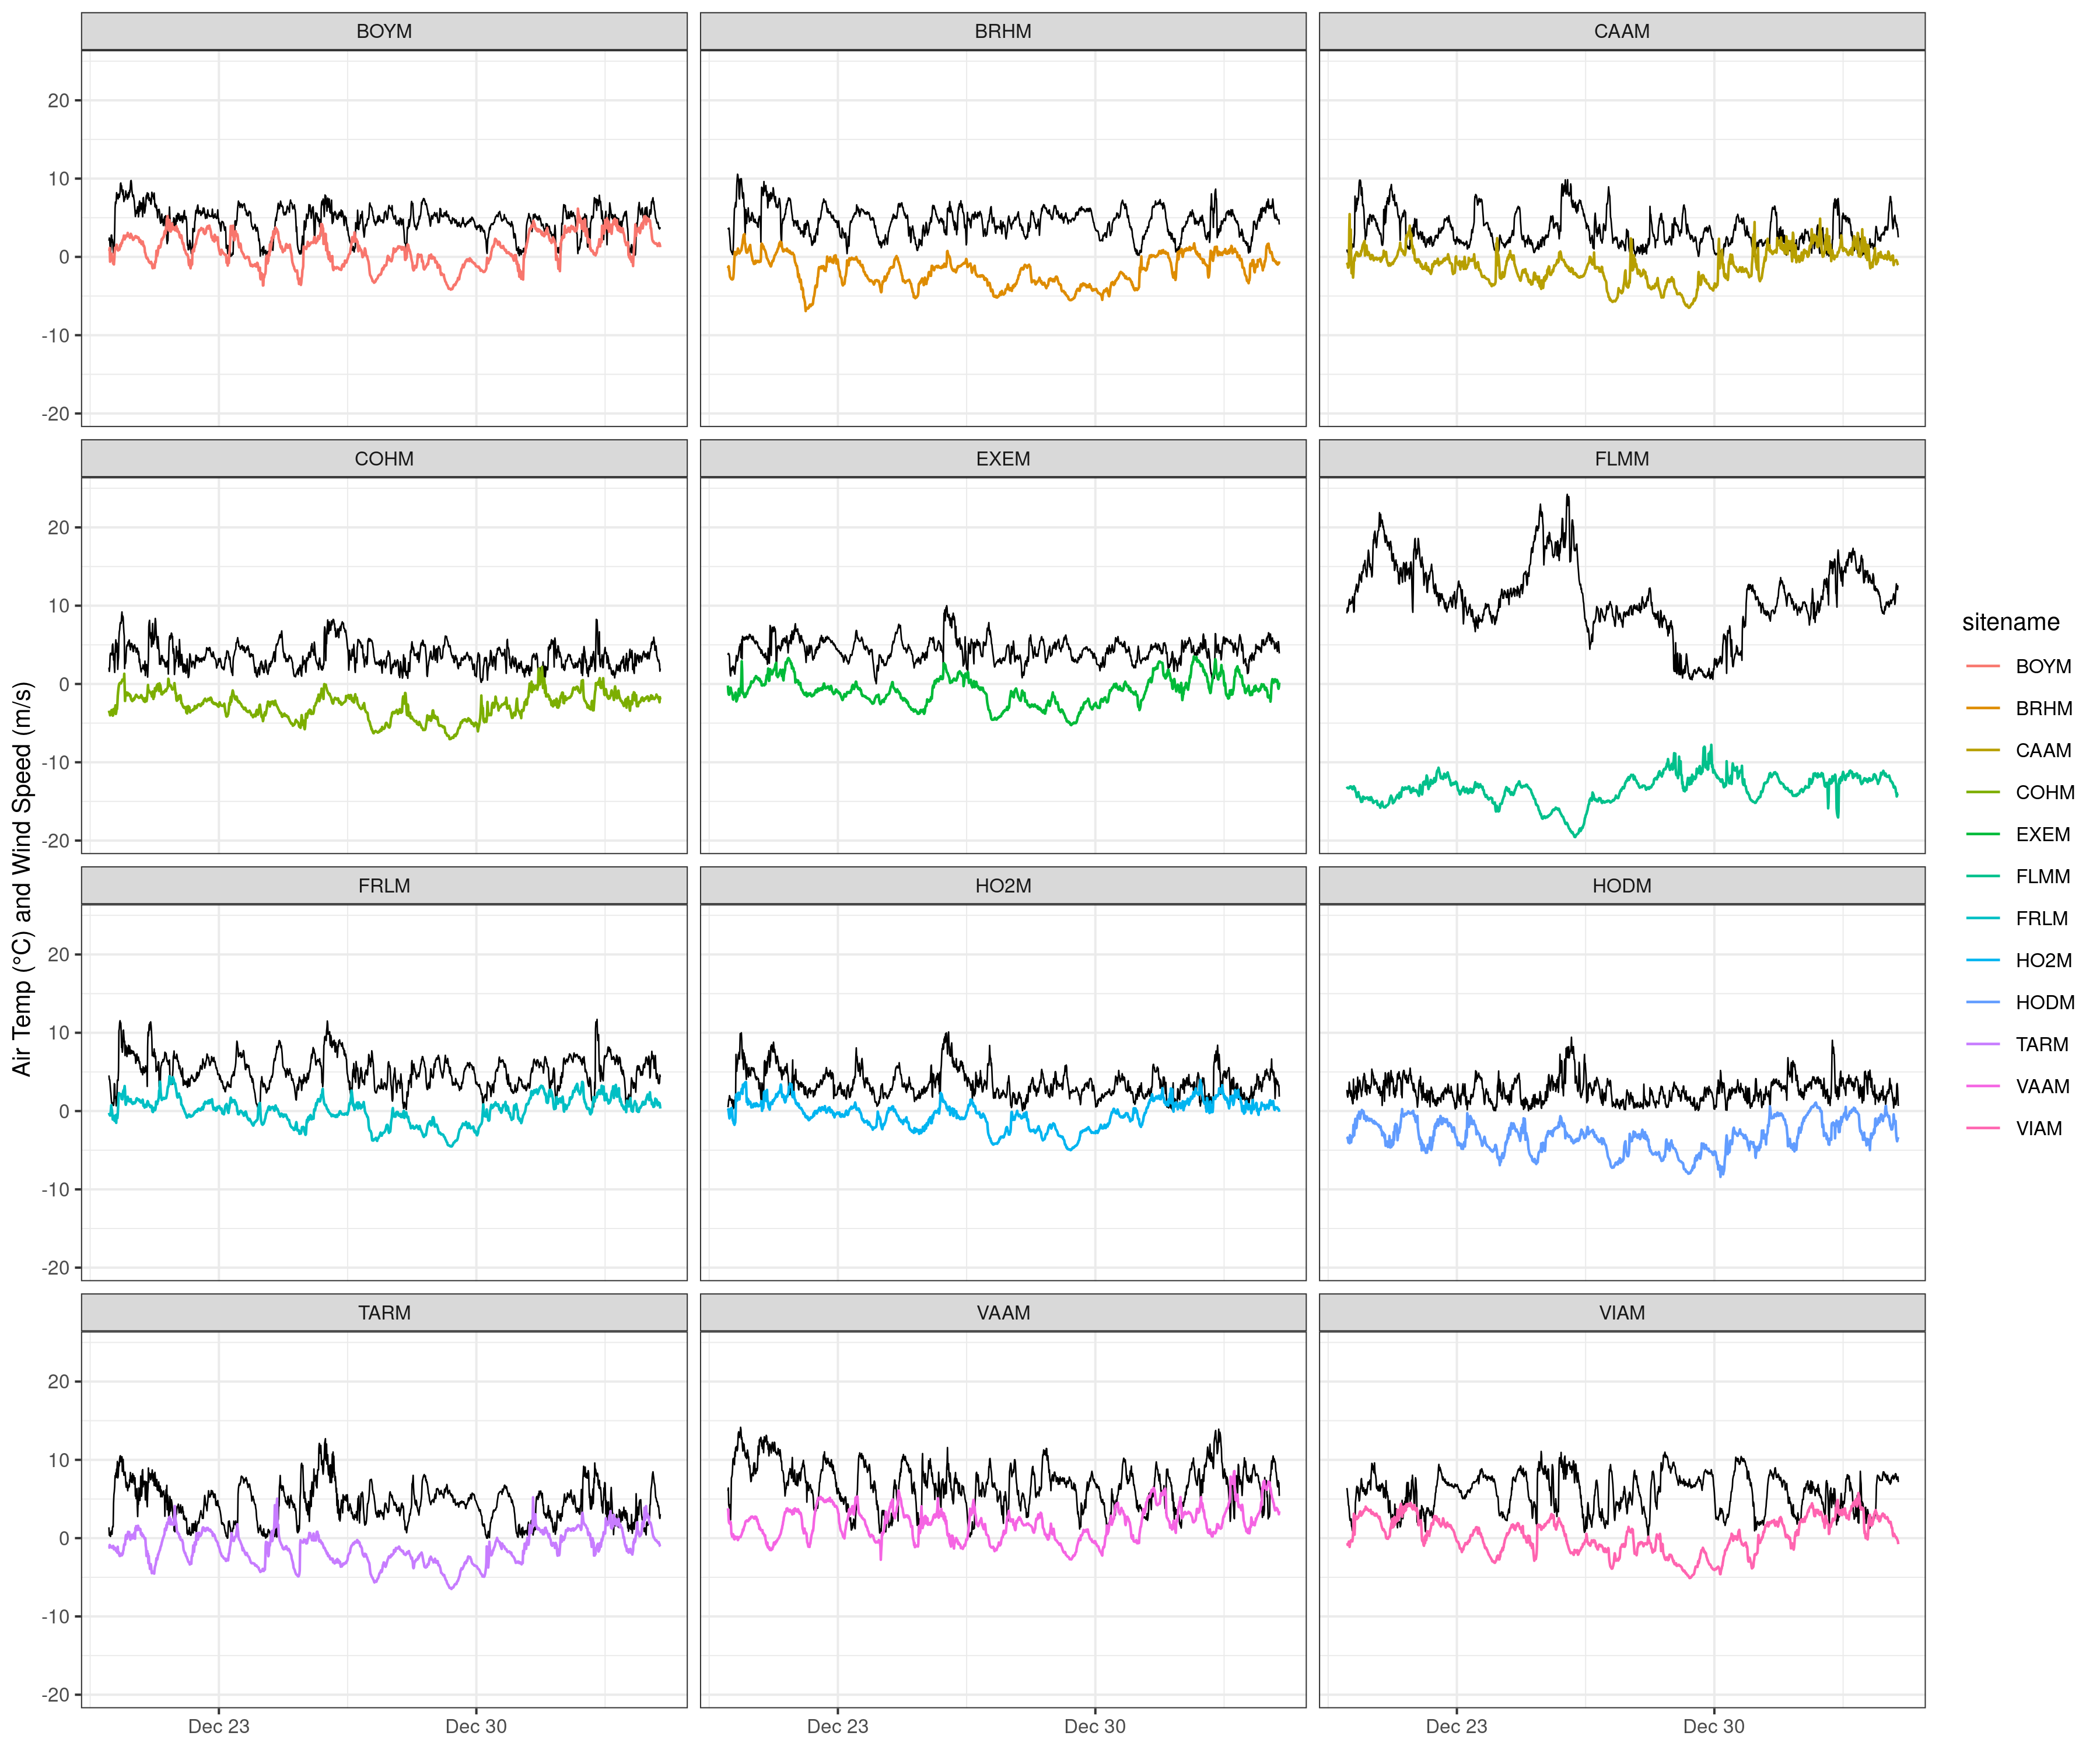 BOYM BRHM CAAM
20
10
0
-10
-20
COHM EXEM FLMM
20
10
0
-10
-20
FRLM HO2M HODM
20
10
0
-10
-20
TARM VAAM VIAM
20
10
0
-10
-20
Dec 23 Dec 30 Dec 23 Dec 30 Dec 23 Dec 30
Air Temp (°C) and Wind Speed (m/s)
sitename
BOYM
BRHM
CAAM
COHM
EXEM
FLMM
FRLM
HO2M
HODM
TARM
VAAM
VIAM